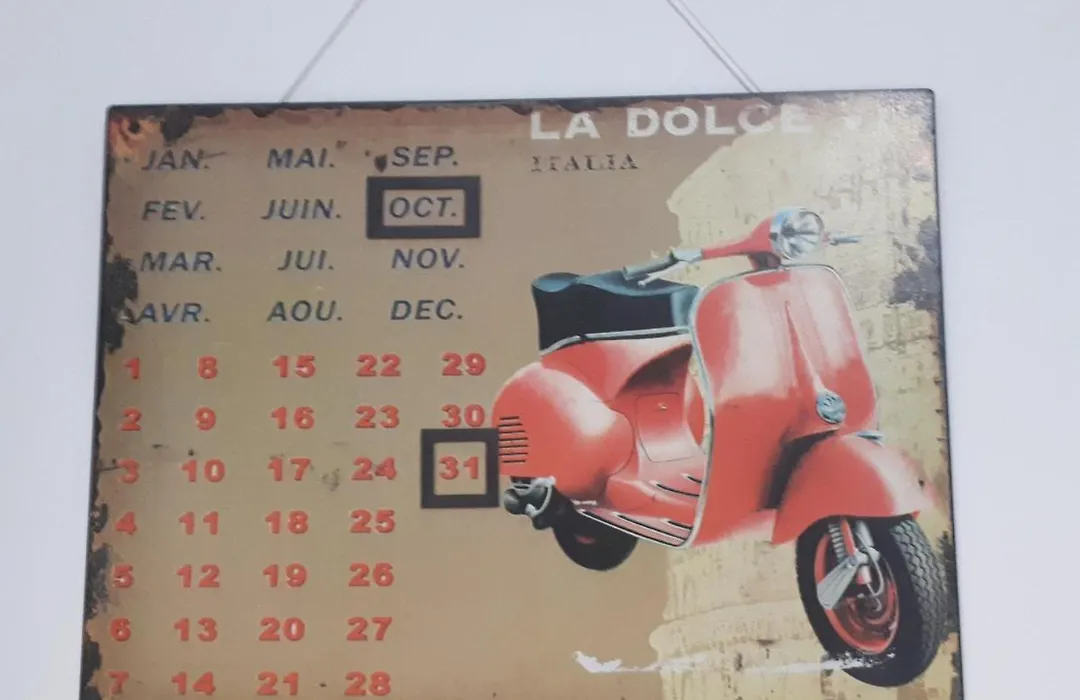 LA DOLCE
ITALIA
JAN. MAI. SEP.
FEV. JUIN. OCT.
MAR. JUI. NOV.
AVR. AOU. DEC.
1 8 15 22 29
2 9 16 23 30
3 10 17 24 31
4 11 18 25
5 12 19 26
6 13 20 27
7 14 21 28